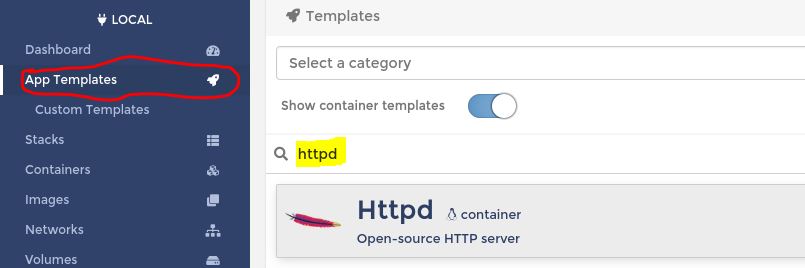 LOCAL
Dashboard
App Templates
Custom Templates
Stacks
Containers
Images
Networks
Volumes
Templates
Select a category
Show container templates
httpd
Httpd container
Open-source HTTP server